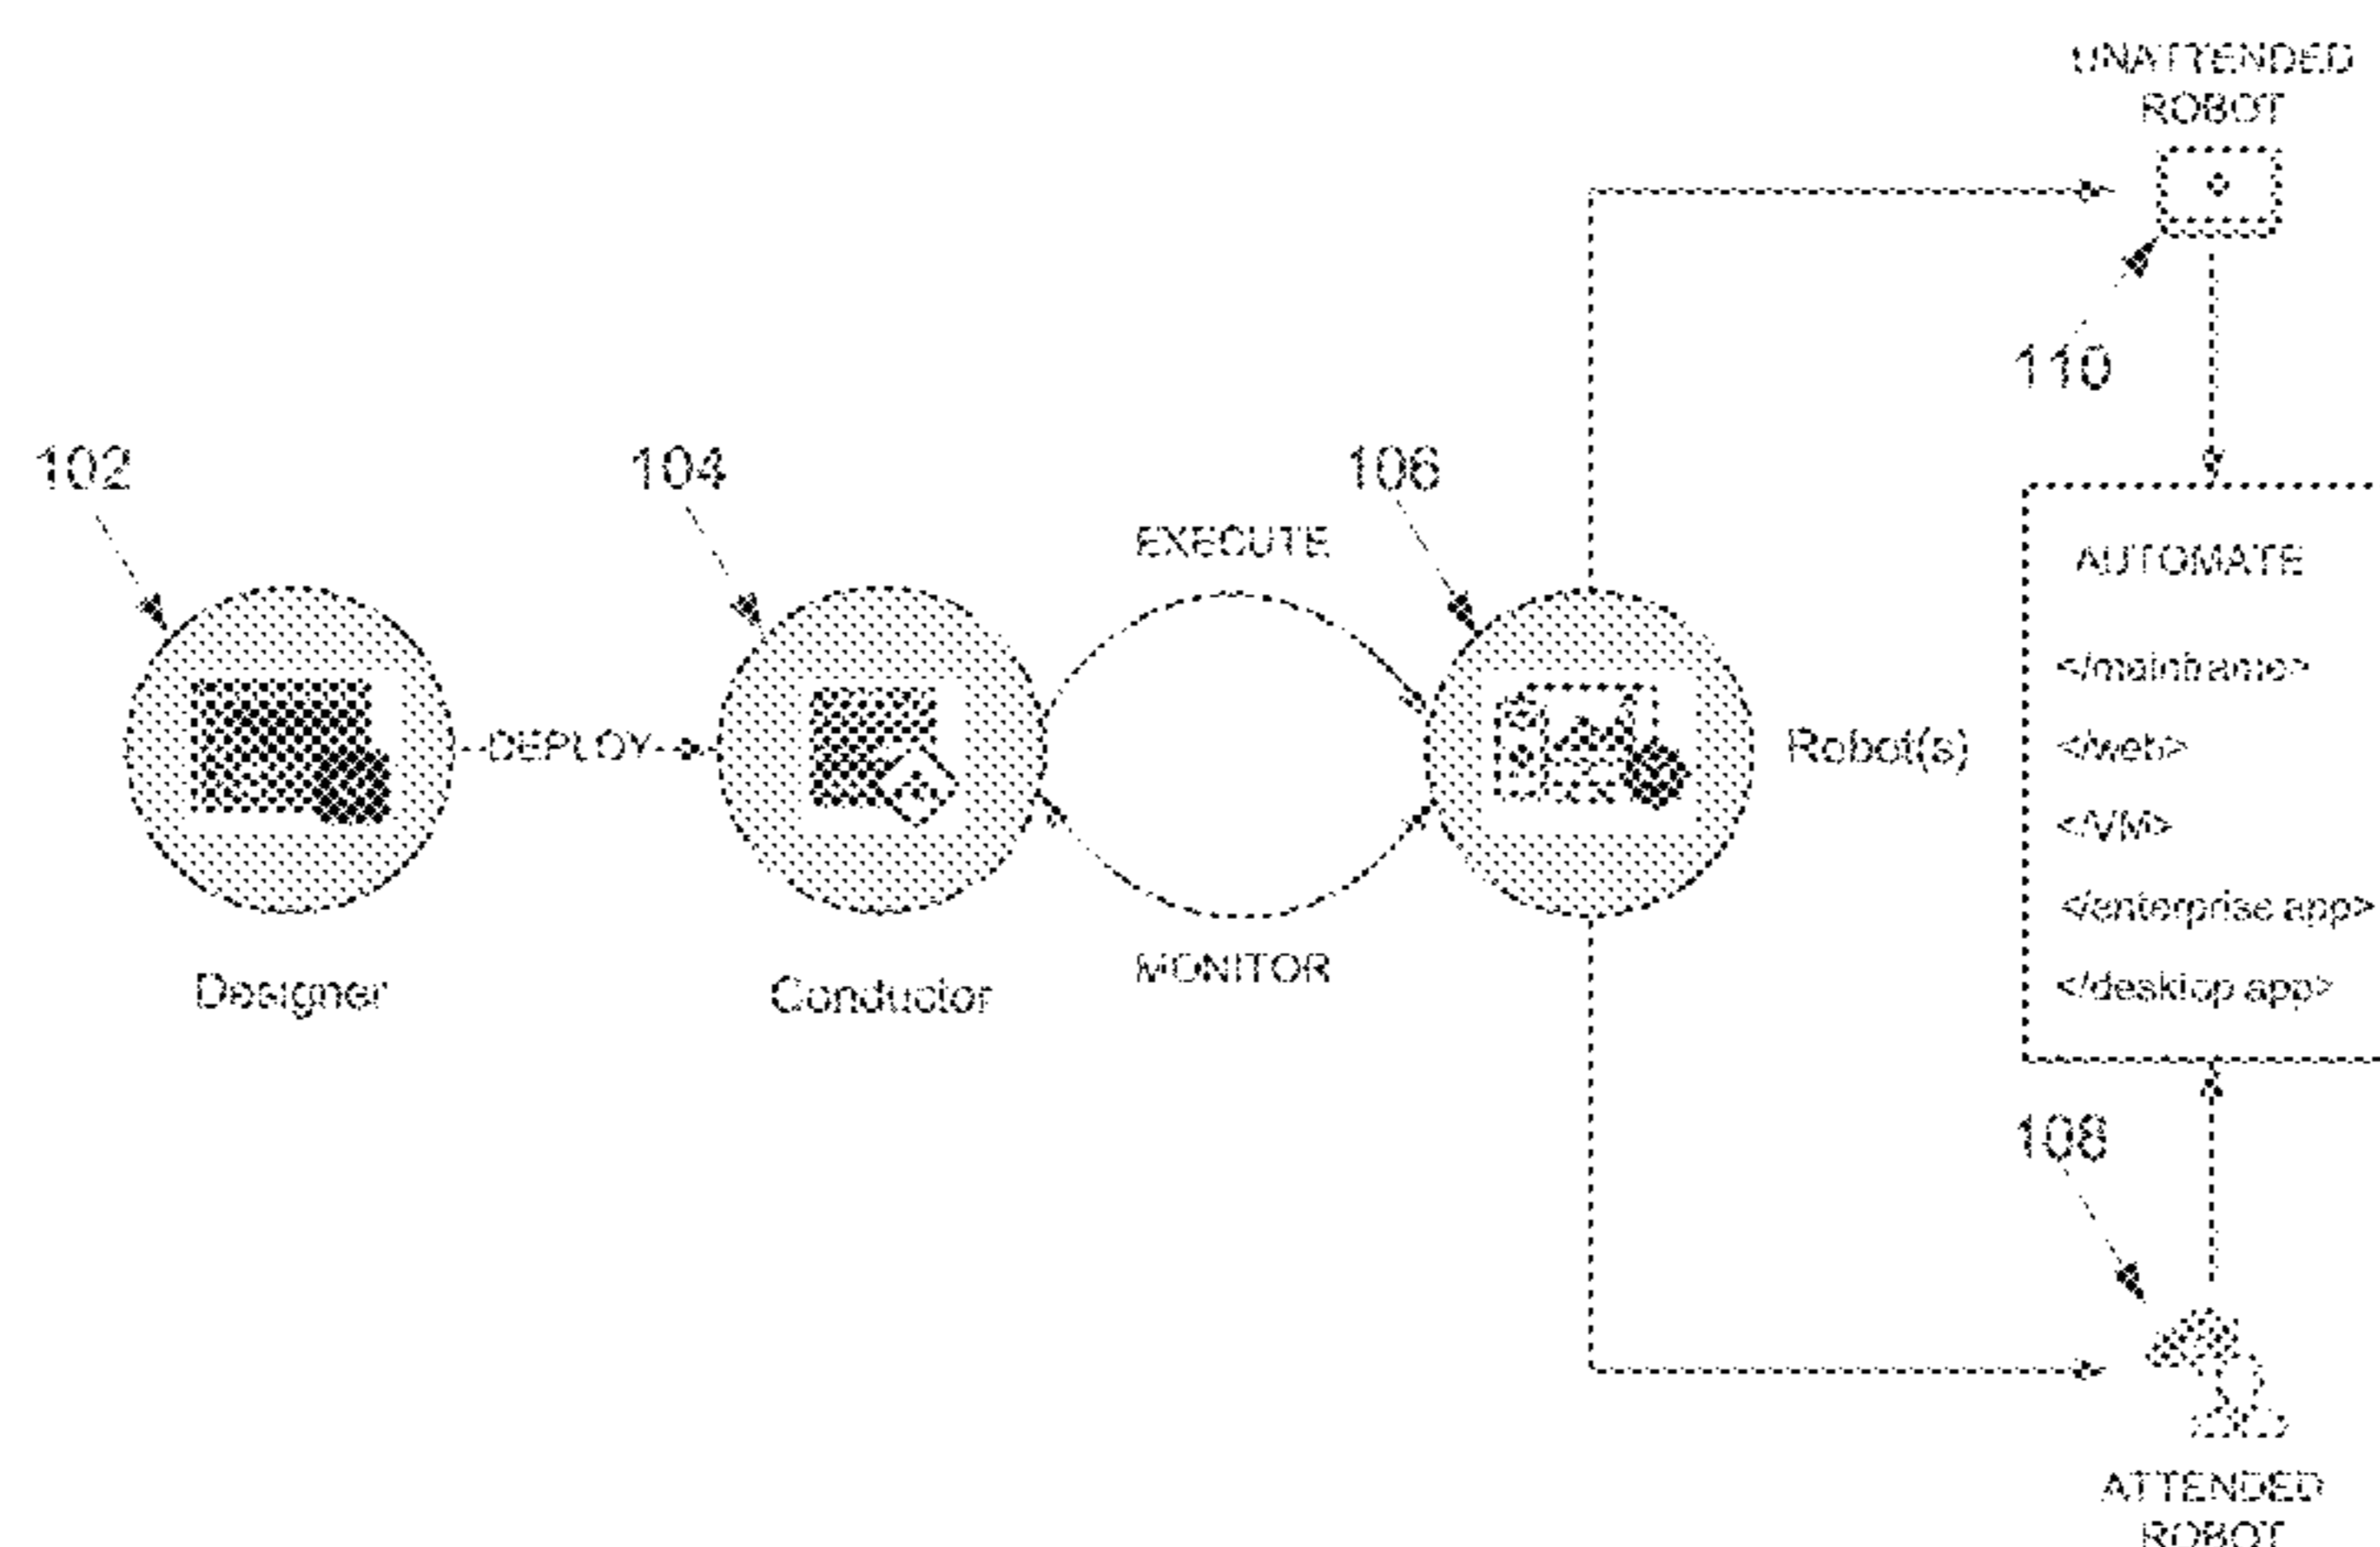 UNATTENDED
ROBOT
110
102
104
106
EXECUTE
AUTOMATE
</mainframe>
DEPLOY
Robot(s)
</web>
</VM>
</enterprise app>
Designer
Conductor
MONITOR
</desktop app>
108
ATTENDED
ROBOT